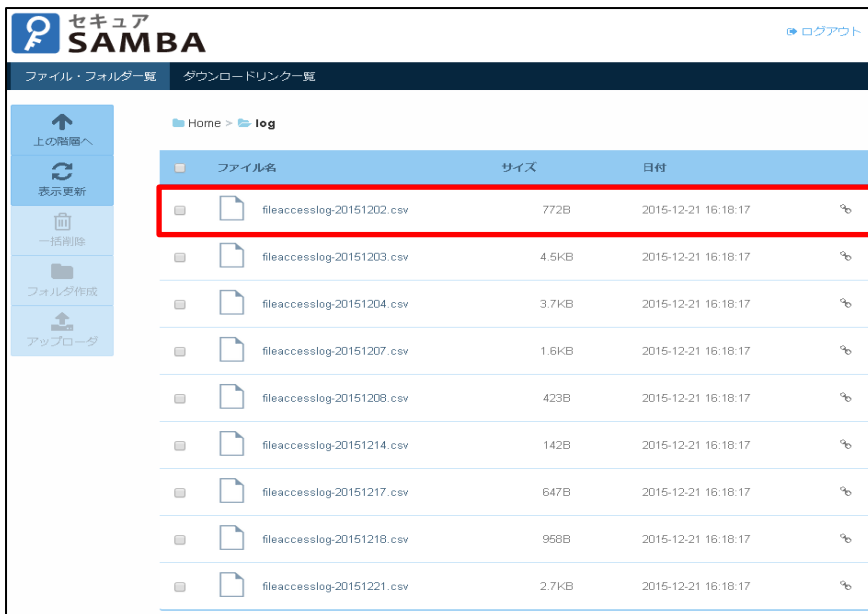 セキュア
SAMBA
ログアウト
ファイル・フォルダ一覧 ダウンロードリンク一覧
上の階層へ
表示更新
一括削除
フォルダ作成
アップローダ
Home > log
ファイル名 サイズ 日付
fileaccesslog-20151202.csv 772B 2015-12-21 16:18:17
fileaccesslog-20151203.csv 4.5KB 2015-12-21 16:18:17
fileaccesslog-20151204.csv 3.7KB 2015-12-21 16:18:17
fileaccesslog-20151207.csv 1.6KB 2015-12-21 16:18:17
fileaccesslog-20151208.csv 423B 2015-12-21 16:18:17
fileaccesslog-20151214.csv 142B 2015-12-21 16:18:17
fileaccesslog-20151217.csv 647B 2015-12-21 16:18:17
fileaccesslog-20151218.csv 958B 2015-12-21 16:18:17
fileaccesslog-20151221.csv 2.7KB 2015-12-21 16:18:17